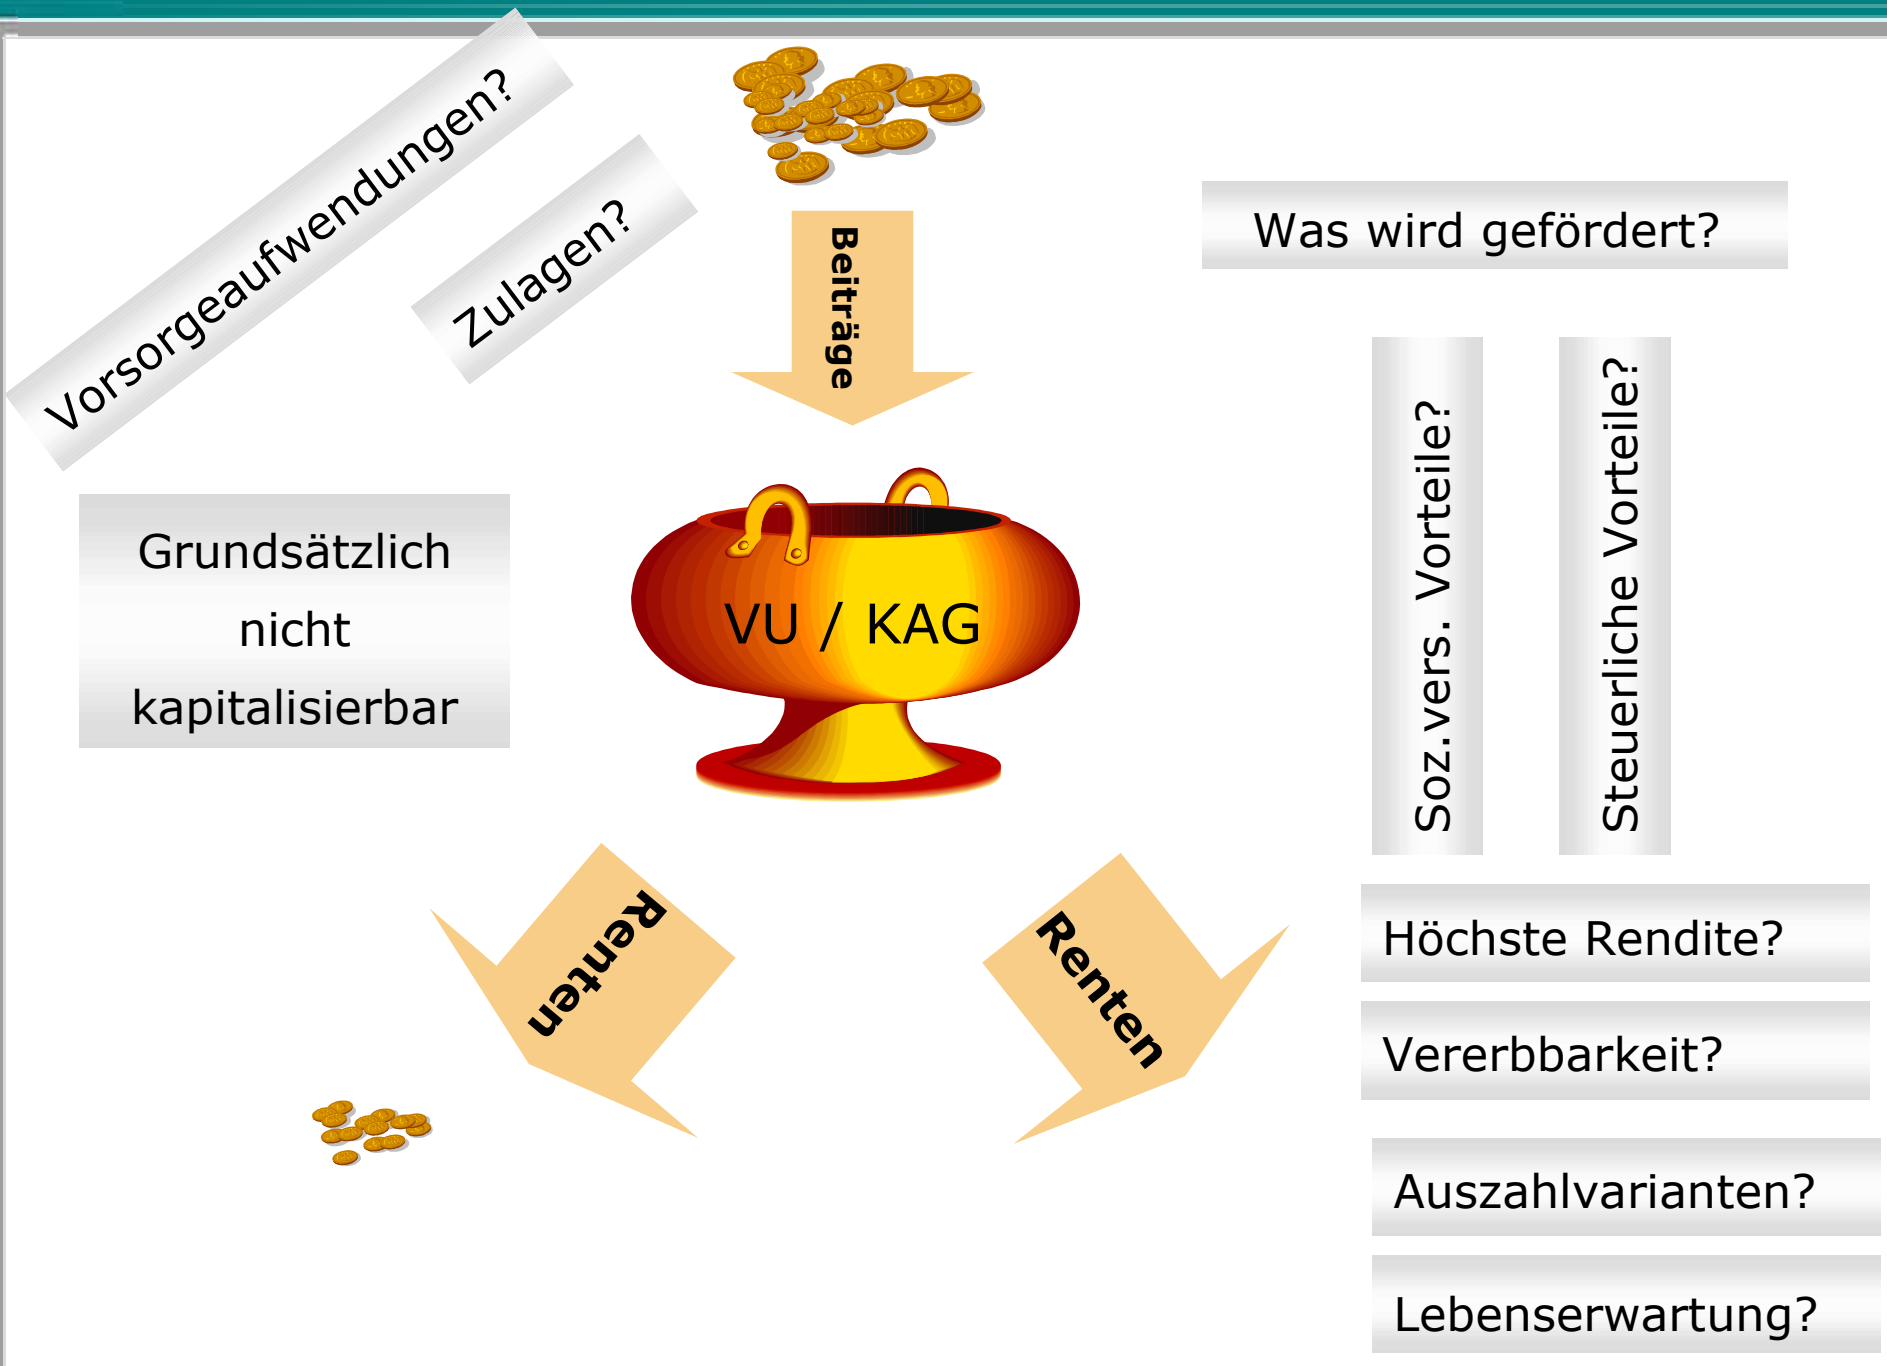 Vorsorgeaufwendungen?
Zulagen?
Beiträge
Was wird gefördert?
Grundsätzlich
nicht
kapitalisierbar
VU / KAG
Soz.vers. Vorteile?
Steuerliche Vorteile?
Renten
Renten
Höchste Rendite?
Vererbbarkeit?
Auszahlvarianten?
Lebenserwartung?